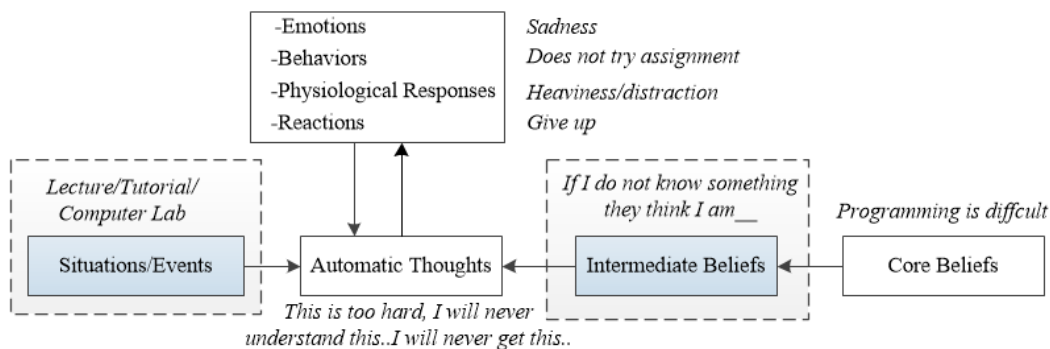 -Emotions
-Behaviors
-Physiological Responses
-Reactions
Sadness
Does not try assignment
Heaviness/distraction
Give up
Lecture/Tutorial/
Computer Lab
Situations/Events
Automatic Thoughts
This is too hard, I will never
understand this..I will never get this..
If I do not know something
they think I am__
Intermediate Beliefs
Programming is diffcult
Core Beliefs